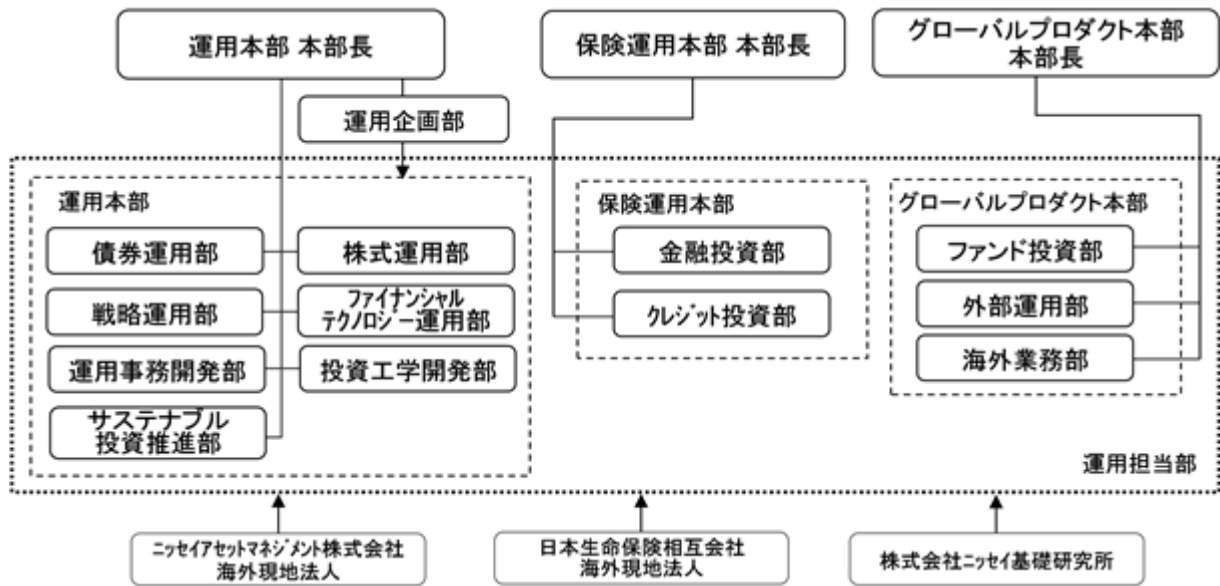 運用本部 本部長
保険運用本部 本部長
グローバルプロダクト本部
本部長
運用企画部
運用本部
債券運用部
株式運用部
戦略運用部
ファイナンシャル
テクノロジー運用部
運用事務開発部
投資工学開発部
サステナブル
投資推進部
保険運用本部
金融投資部
クレジット投資部
グローバルプロダクト本部
ファンド投資部
外部運用部
海外業務部
運用担当部
ニッセイアセットマネジメント株式会社
海外現地法人
日本生命保険相互会社
海外現地法人
株式会社ニッセイ基礎研究所